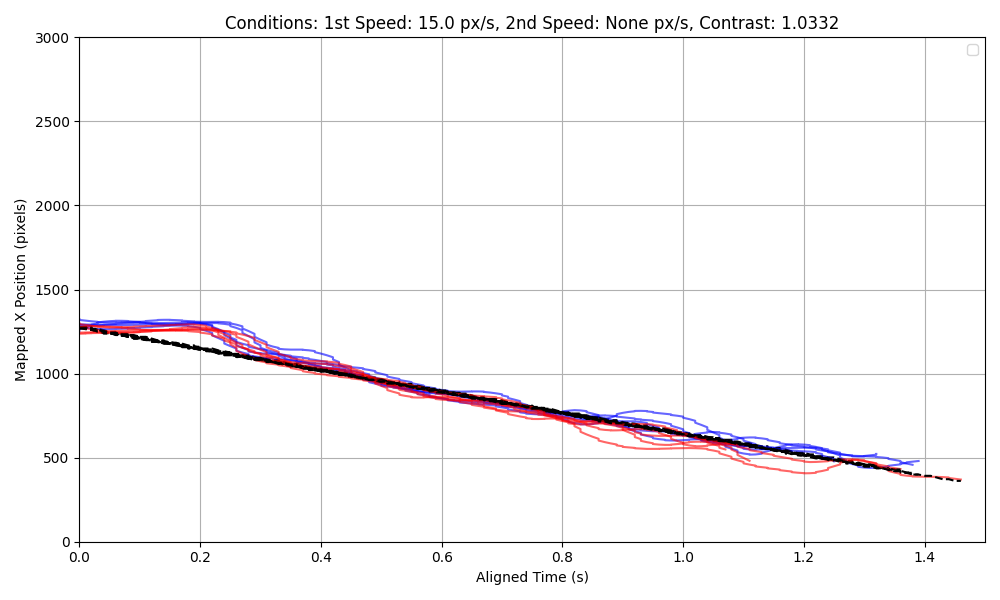 Conditions: 1st Speed: 15.0 px/s, 2nd Speed: None px/s, Contrast: 1.0332
3000
2500
2000
1500
1000
500
0
Mapped X Position (pixels)
0.0 0.2 0.4 0.6 0.8 1.0 1.2 1.4
Aligned Time (s)